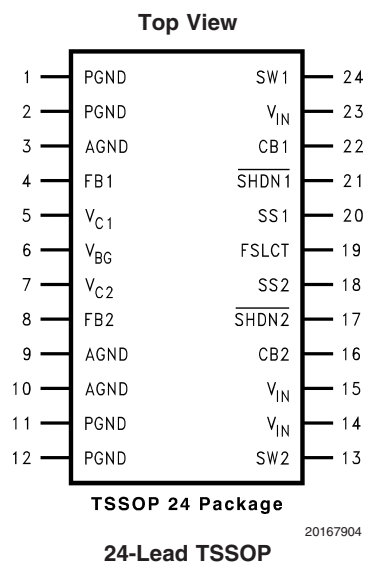 Top View
1 PGND SW1 24
2 PGND VIN 23
3 AGND CB1 22
4 FB1 SHDN1 21
5 VC1 SS1 20
6 VBG FSLCT 19
7 VC2 SS2 18
8 FB2 SHDN2 17
9 AGND CB2 16
10 AGND VIN 15
11 PGND VIN 14
12 PGND SW2 13
TSSOP 24 Package
20167904
24-Lead TSSOP